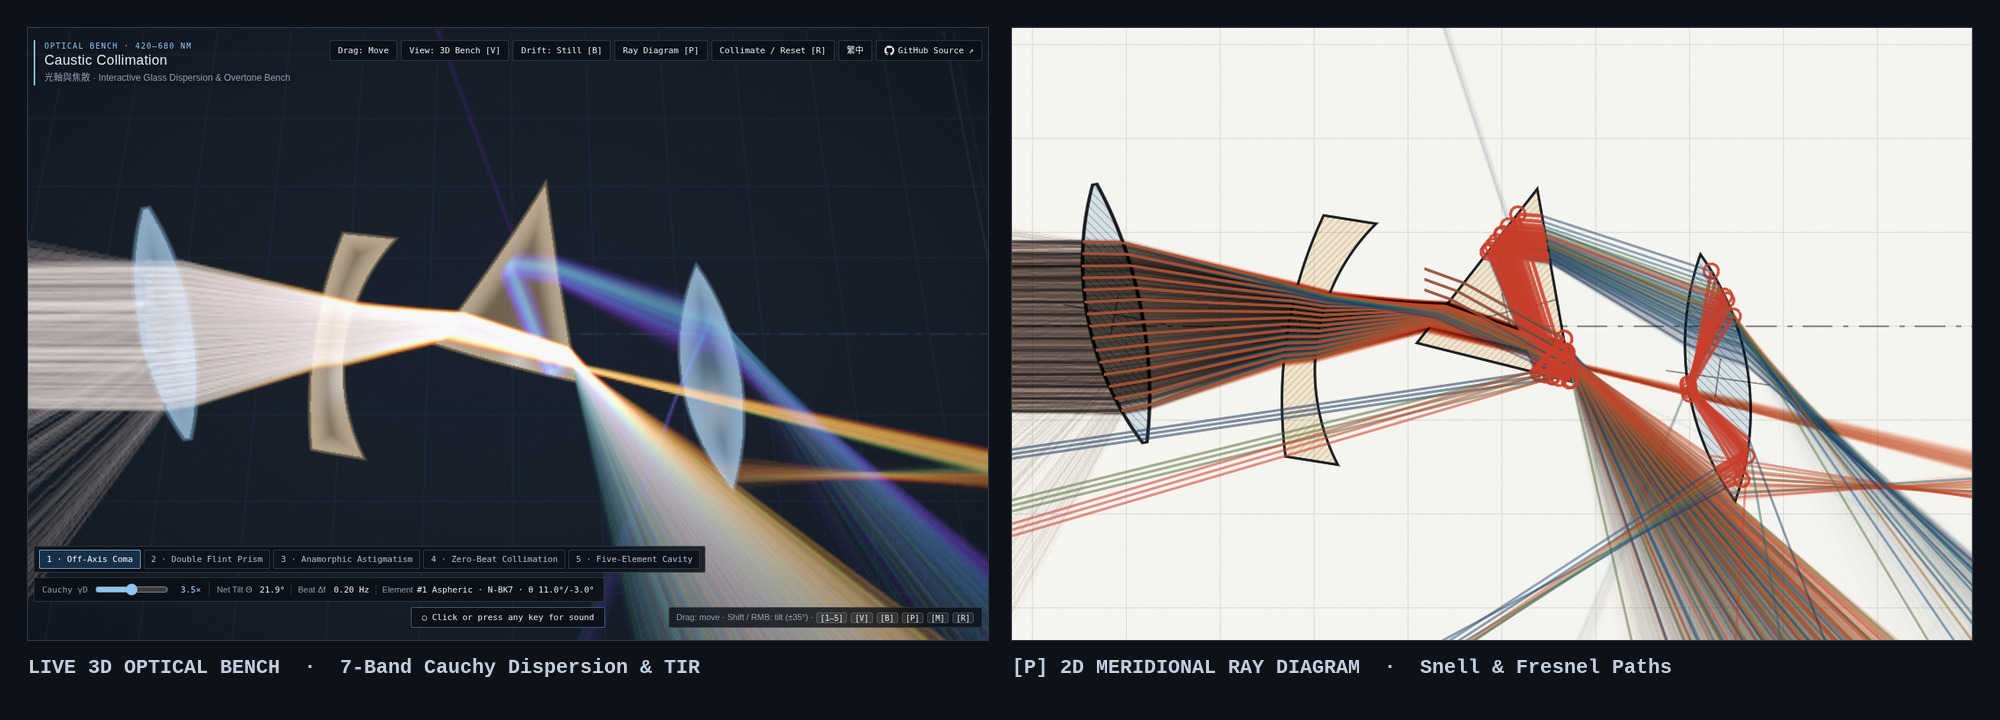 OPTICAL BENCH · 420–680 NM
Caustic Collimation
光軸與焦散 · Interactive Glass Dispersion & Overtone Bench
Drag: Move
View: 3D Bench [V]
Drift: Still [B]
Ray Diagram [P]
Collimate / Reset [R]
繁中
GitHub Source ↗
1 · Off-Axis Coma
2 · Double Flint Prism
3 · Anamorphic Astigmatism
4 · Zero-Beat Collimation
5 · Five-Element Cavity
Cauchy γD 3.5× Net Tilt Θ 21.9° Beat Δf 0.20 Hz Element #1 Aspheric · N-BK7 · θ 11.0°/-3.0°
○ Click or press any key for sound
Drag: move · Shift / RMB: tilt (±35°) · [1–5] [V] [B] [P] [M] [R]
LIVE 3D OPTICAL BENCH · 7-Band Cauchy Dispersion & TIR
[P] 2D MERIDIONAL RAY DIAGRAM · Snell & Fresnel Paths